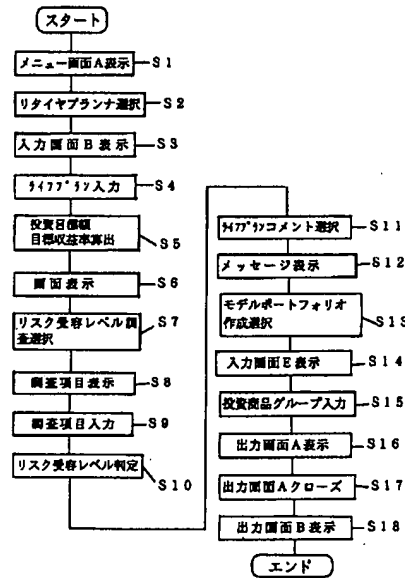 スタート
メニュー画面A表示 S1
リタイヤプランナ選択 S2
入力画面B表示 S3
ライフプラン入力 S4
投資目標額
目標収益率算出 S5
画面表示 S6
リスク受容レベル調
査選択 S7
調査項目表示 S8
調査項目入力 S9
リスク受容レベル判定 S10
ライフプランコメント選択 S11
メッセージ表示 S12
モデルポートフォリオ
作成選択 S13
入力画面E表示 S14
投資商品グループ入力 S15
出力画面A表示 S16
出力画面Aクローズ S17
出力画面B表示 S18
エンド